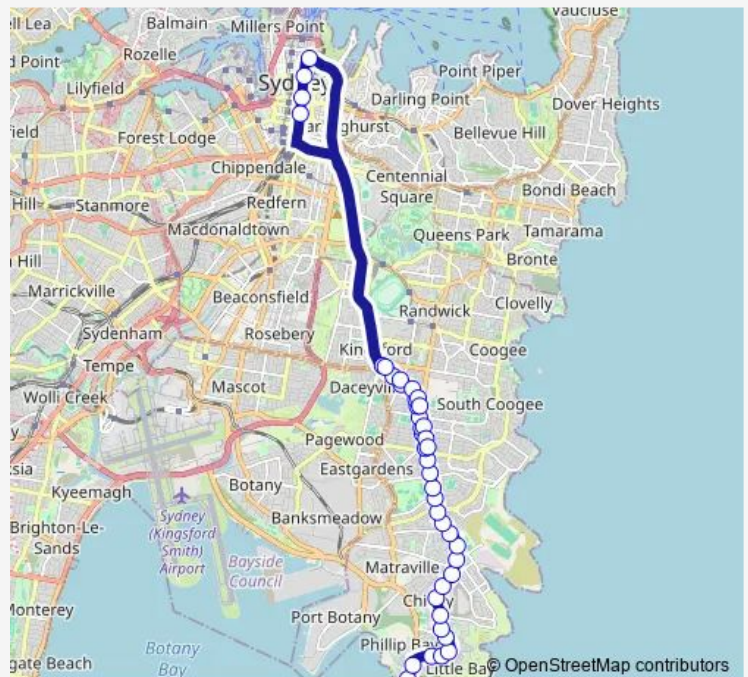 Vaucluse
ell Lea
Balmain
Millers Point
Rozelle
d Point
Lilyfield
Sydney
Point Piper
Darling Point
Dover Heights
field
Forest Lodge
Bellevue Hill
Chippendale
Centennial
Square
Bondi Beach
Hill
Stanmore
Redfern
Macdonaldtown
Queens Park
Tamarama
Bronte
Hill
Marrickville
Beaconsfield
Randwick
Clovelly
Sydenham
Rosebery
Coogee
Tempe
Wolli Creek
Mascot
South Coogee
Pagewood
Eastgardens
Kyeemagh
Botany
Brighton-Le-
Sands
Sydney
(Kingsford
Smith)
Airport
Banksmeadow
Bayside
Council
Matraville
Monterey
Port Botany
Botany
Bay
gate Beach
Little Bay
© OpenStreetMap contributors